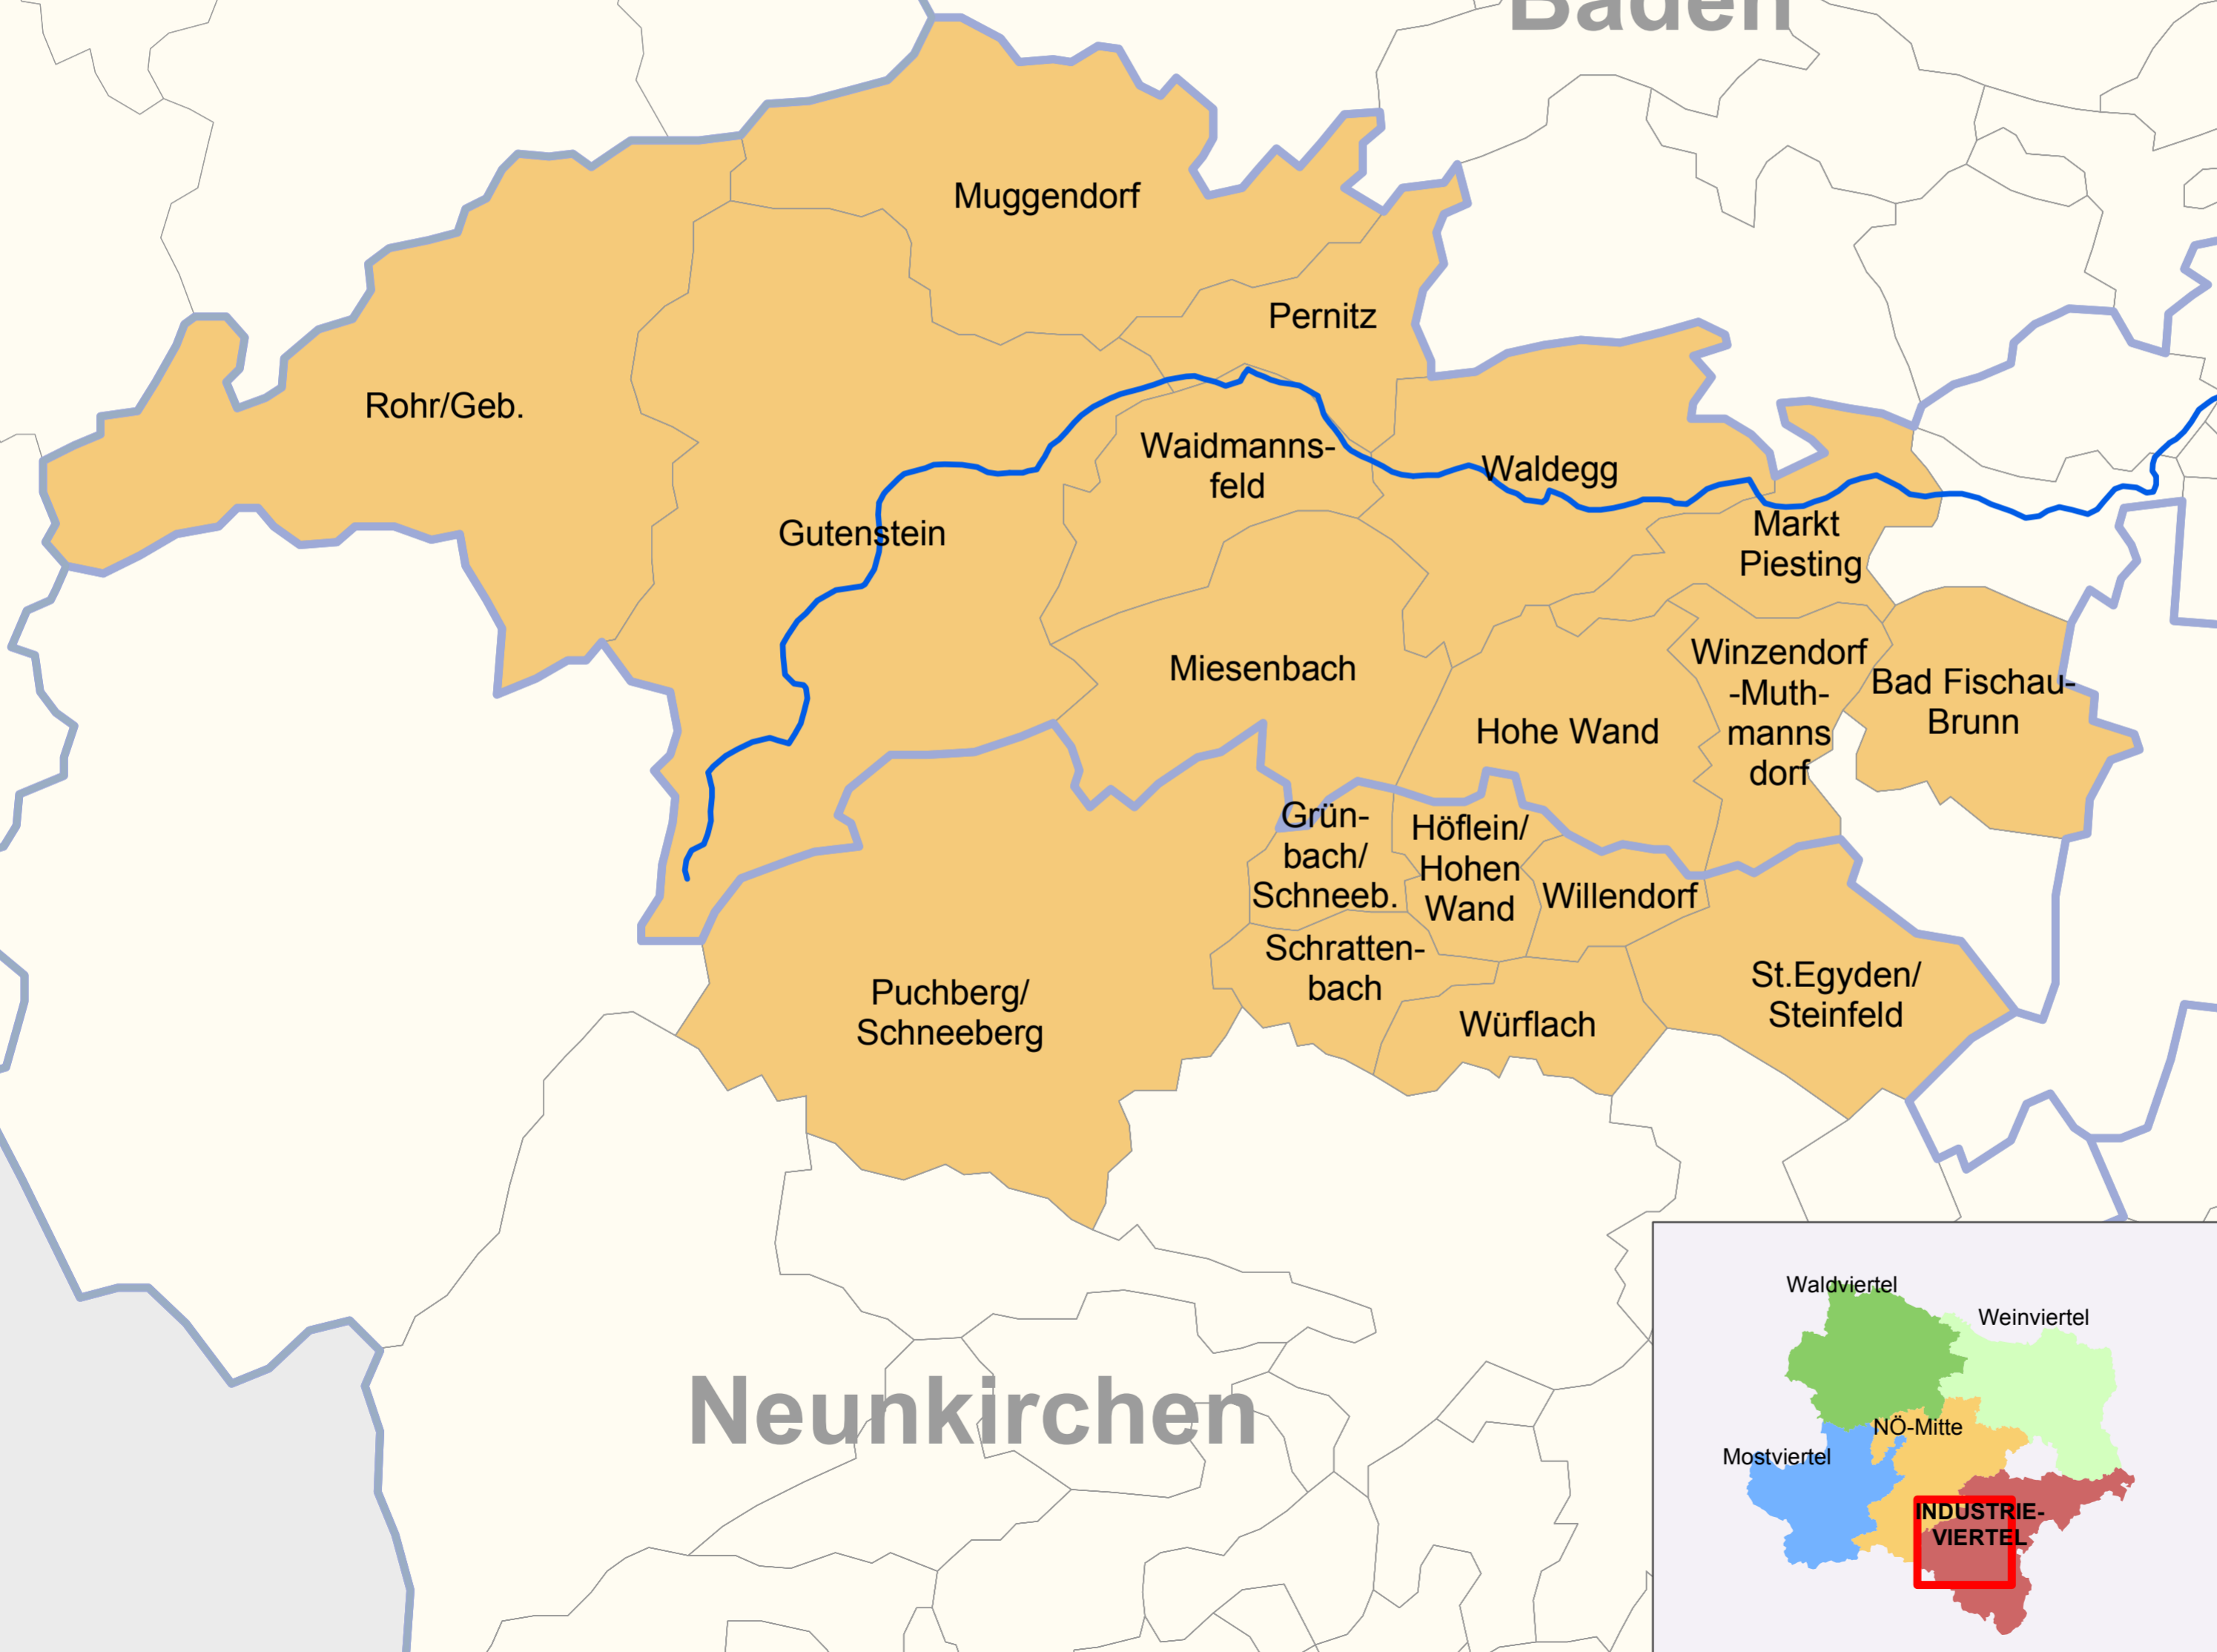 Baden
Muggendorf
Pernitz
Rohr/Geb.
Waidmanns-
feld
Waldegg
Gutenstein
Markt
Piesting
Miesenbach
Winzendorf
-Muth-
manns
dorf
Bad Fischau-
Brunn
Hohe Wand
Grün-
bach/
Schneeb.
Höflein/
Hohen
Wand
Willendorf
Schratten-
bach
St.Egyden/
Steinfeld
Puchberg/
Schneeberg
Würflach
Neunkirchen
Waldviertel
Weinviertel
NÖ-Mitte
Mostviertel
INDUSTRIE-
VIERTEL